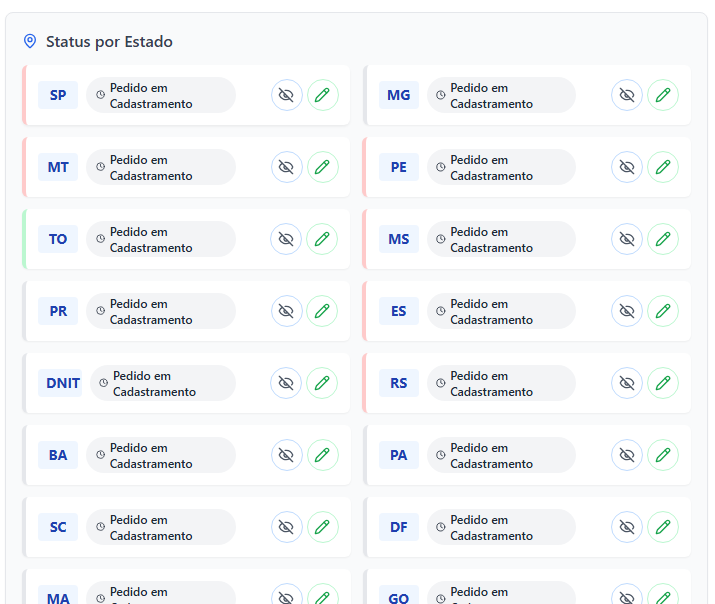 Status por Estado
SP
Pedido em
Cadastramento
MG
Pedido em
Cadastramento
MT
Pedido em
Cadastramento
PE
Pedido em
Cadastramento
TO
Pedido em
Cadastramento
MS
Pedido em
Cadastramento
PR
Pedido em
Cadastramento
ES
Pedido em
Cadastramento
DNIT
Pedido em
Cadastramento
RS
Pedido em
Cadastramento
BA
Pedido em
Cadastramento
PA
Pedido em
Cadastramento
SC
Pedido em
Cadastramento
DF
Pedido em
Cadastramento
MA
Pedido em
GO
Pedido em